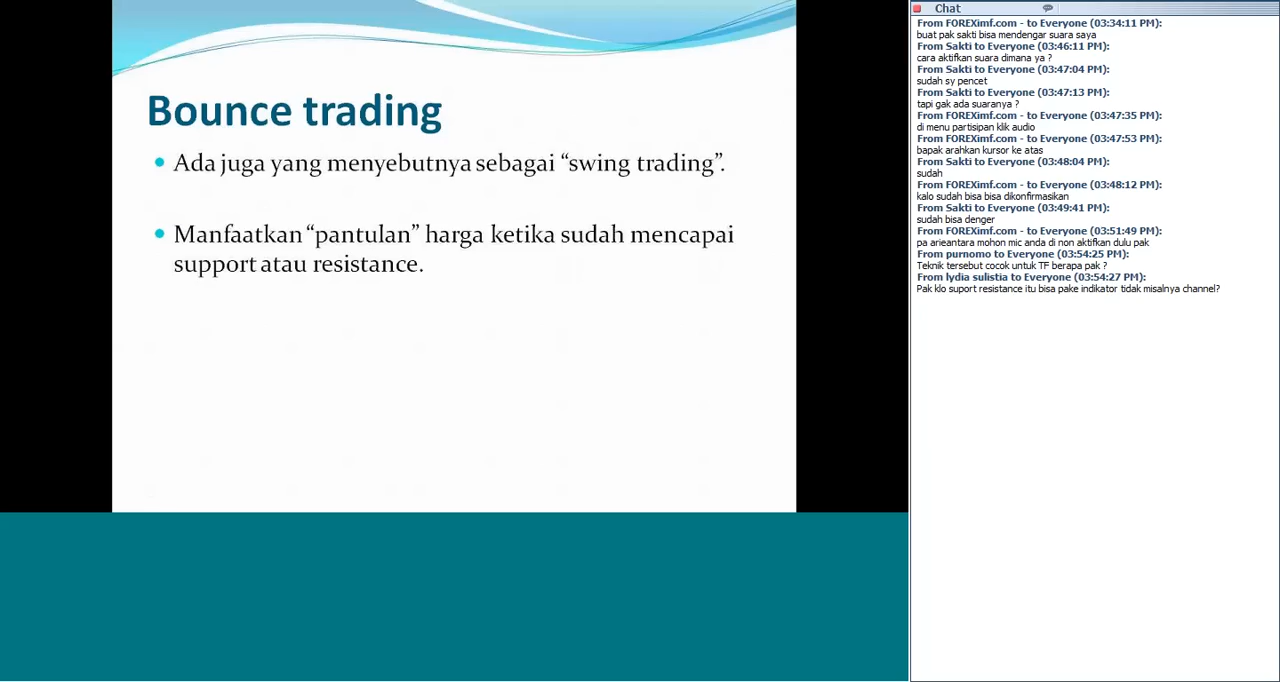 Bounce trading
Ada juga yang menyebutnya sebagai “swing trading”.
Manfaatkan “pantulan” harga ketika sudah mencapai
support atau resistance.
Chat
From FOREXimf.com - to Everyone (03:34:11 PM):
buat pak sakti bisa mendengar suara saya
From Sakti to Everyone (03:46:11 PM):
cara aktifkan suara dimana ya ?
From Sakti to Everyone (03:47:04 PM):
sudah sy pencet
From Sakti to Everyone (03:47:13 PM):
tapi gak ada suaranya ?
From FOREXimf.com - to Everyone (03:47:35 PM):
di menu partisipan klik audio
From FOREXimf.com - to Everyone (03:47:53 PM):
bapak arahkan kursor ke atas
From Sakti to Everyone (03:48:04 PM):
sudah
From FOREXimf.com - to Everyone (03:48:12 PM):
kalo sudah bisa bisa dikonfirmasikan
From Sakti to Everyone (03:49:41 PM):
sudah bisa denger
From FOREXimf.com - to Everyone (03:51:49 PM):
pa arieantara mohon mic anda di non aktifkan dulu pak
From purnomo to Everyone (03:54:25 PM):
Teknik tersebut cocok untuk TF berapa pak ?
From lydia sulistia to Everyone (03:54:27 PM):
Pak klo suport resistance itu bisa pake indikator tidak misalnya channel?